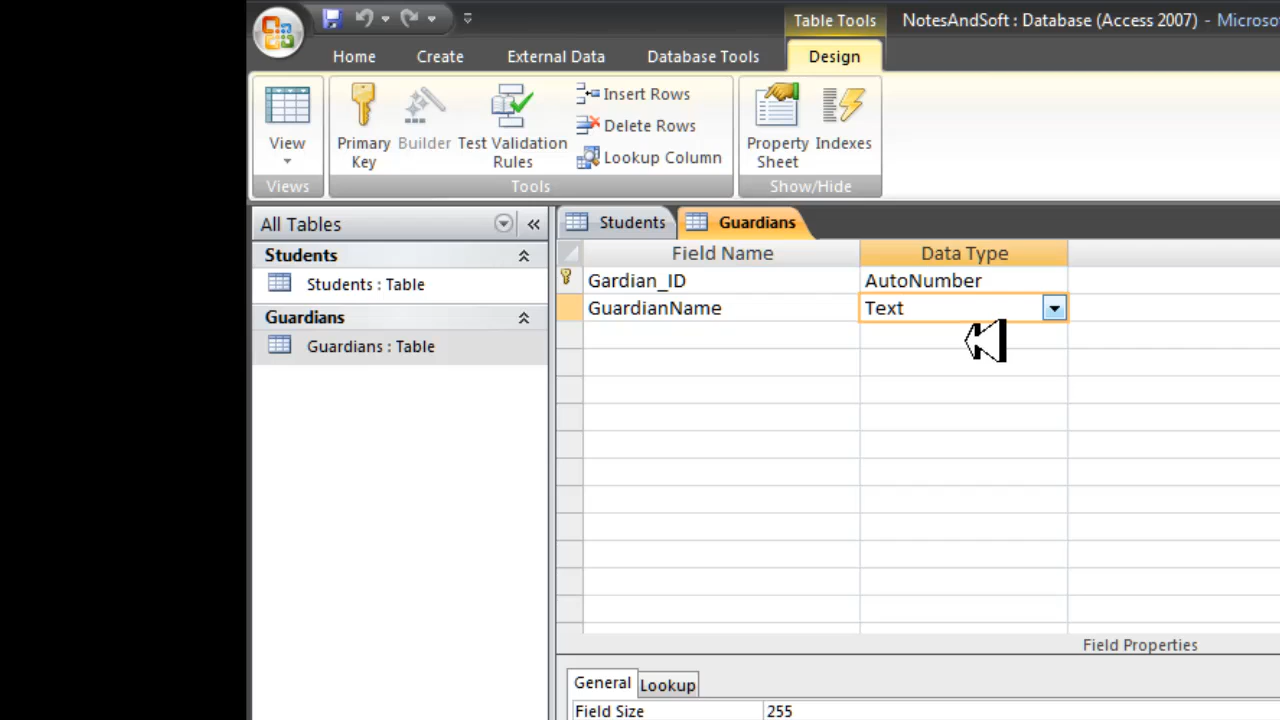 Table Tools
NotesAndSoft : Database (Access 2007) - Microso
Home
Create
External Data
Database Tools
Design
View
Primary
Key
Builder
Test Validation
Rules
Insert Rows
Delete Rows
Lookup Column
Property
Sheet
Indexes
Views
Tools
Show/Hide
All Tables
Students
Students : Table
Guardians
Guardians : Table
Students
Guardians
Field Name
Data Type
Gardian_ID
AutoNumber
GuardianName
Text
Field Properties
General
Lookup
Field Size
255